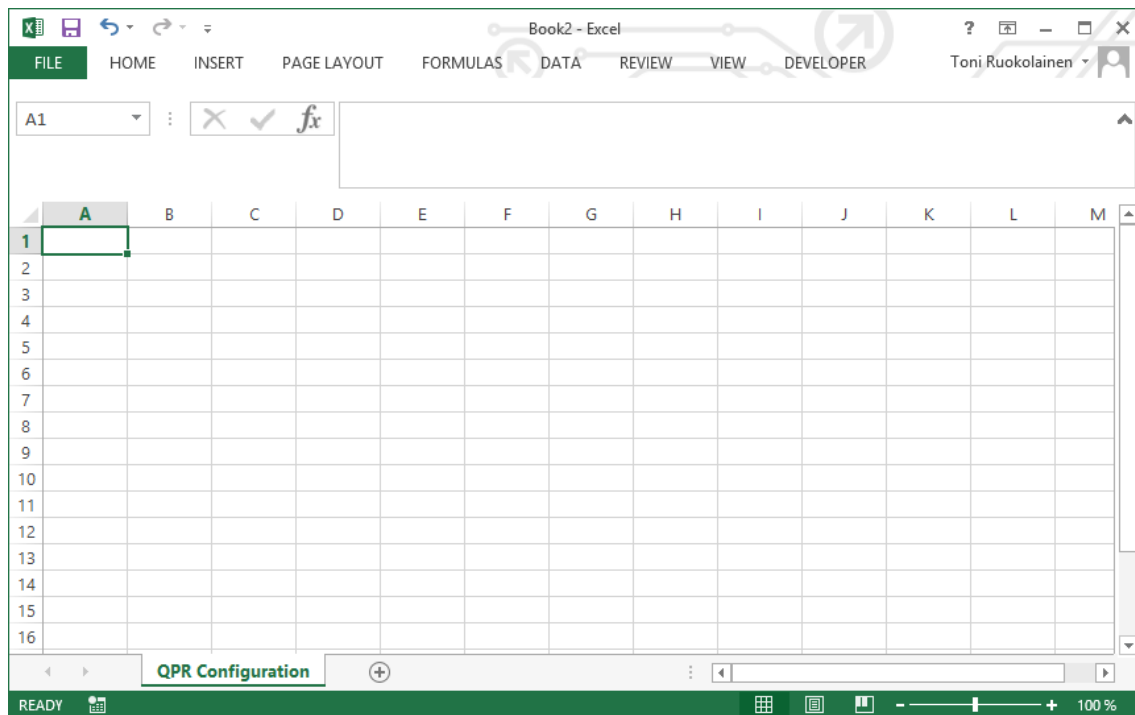 Book2 - Excel ?
FILE HOME INSERT PAGE LAYOUT FORMULAS DATA REVIEW VIEW DEVELOPER Toni Ruokolainen
A1 fx
A B C D E F G H I J K L M
1
2
3
4
5
6
7
8
9
10
11
12
13
14
15
16
QPR Configuration
READY 100 %